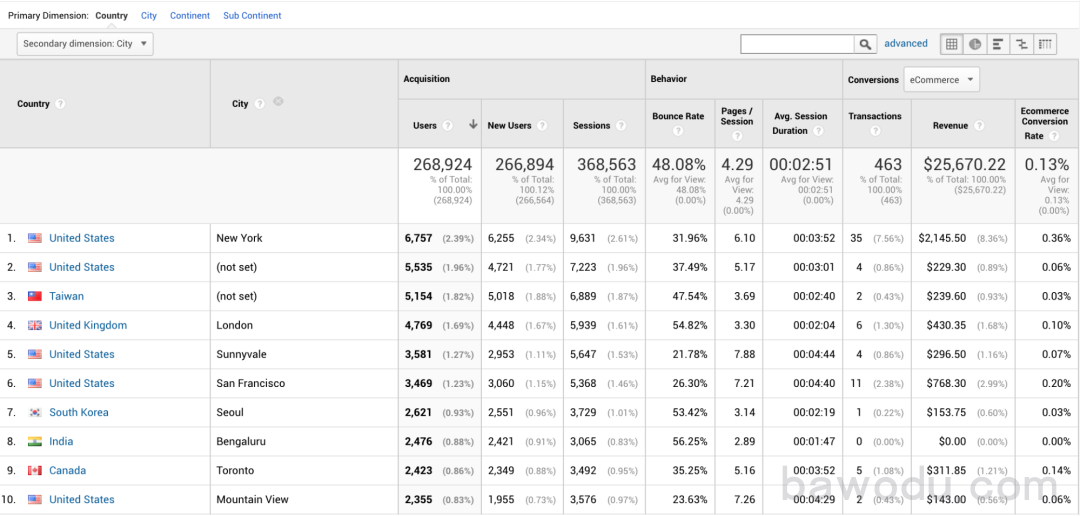 Primary Dimension: Country City Continent Sub Continent
Secondary dimension: City advanced
Acquisition Behavior Conversions eCommerce
Country ? City ? Users ? New Users ? Sessions ? Bounce Rate ? Pages / Session ? Avg. Session Duration ? Transactions ? Revenue ? Ecommerce Conversion Rate ?
268,924 266,894 368,563 48.08% 4.29 00:02:51 463 $25,670.22 0.13%
% of Total: 100.00% (268,924) % of Total: 100.12% (266,564) % of Total: 100.00% (368,563) Avg for View: 48.08% (0.00%) Avg for View: 4.29 (0.00%) Avg for View: 00:02:51 (0.00%) % of Total: 100.00% (463) % of Total: 100.00% ($25,670.22) Avg for View: 0.13% (0.00%)
1. United States New York 6,757 (2.39%) 6,255 (2.34%) 9,631 (2.61%) 31.96% 6.10 00:03:52 35 (7.56%) $2,145.50 (8.36%) 0.36%
2. United States (not set) 5,535 (1.96%) 4,721 (1.77%) 7,223 (1.96%) 37.49% 5.17 00:03:01 4 (0.86%) $229.30 (0.89%) 0.06%
3. Taiwan (not set) 5,154 (1.82%) 5,018 (1.88%) 6,889 (1.87%) 47.54% 3.69 00:02:40 2 (0.43%) $239.60 (0.93%) 0.03%
4. United Kingdom London 4,769 (1.69%) 4,448 (1.67%) 5,939 (1.61%) 54.82% 3.30 00:02:04 6 (1.30%) $430.35 (1.68%) 0.10%
5. United States Sunnyvale 3,581 (1.27%) 2,953 (1.11%) 5,647 (1.53%) 21.78% 7.88 00:04:44 4 (0.86%) $296.50 (1.16%) 0.07%
6. United States San Francisco 3,469 (1.23%) 3,060 (1.15%) 5,368 (1.46%) 26.30% 7.21 00:04:40 11 (2.38%) $768.30 (2.99%) 0.20%
7. South Korea Seoul 2,621 (0.93%) 2,551 (0.96%) 3,729 (1.01%) 53.42% 3.14 00:02:19 1 (0.22%) $153.75 (0.60%) 0.03%
8. India Bengaluru 2,476 (0.88%) 2,421 (0.91%) 3,065 (0.83%) 56.25% 2.89 00:01:47 0 (0.00%) $0.00 (0.00%) 0.00%
9. Canada Toronto 2,423 (0.86%) 2,349 (0.88%) 3,492 (0.95%) 35.25% 5.16 00:03:52 5 (1.08%) $311.85 (1.21%) 0.14%
10. United States Mountain View 2,355 (0.83%) 1,955 (0.73%) 3,576 (0.97%) 23.63% 7.26 00:04:29 2 (0.43%) $143.00 (0.56%) 0.06%
bawodu.com